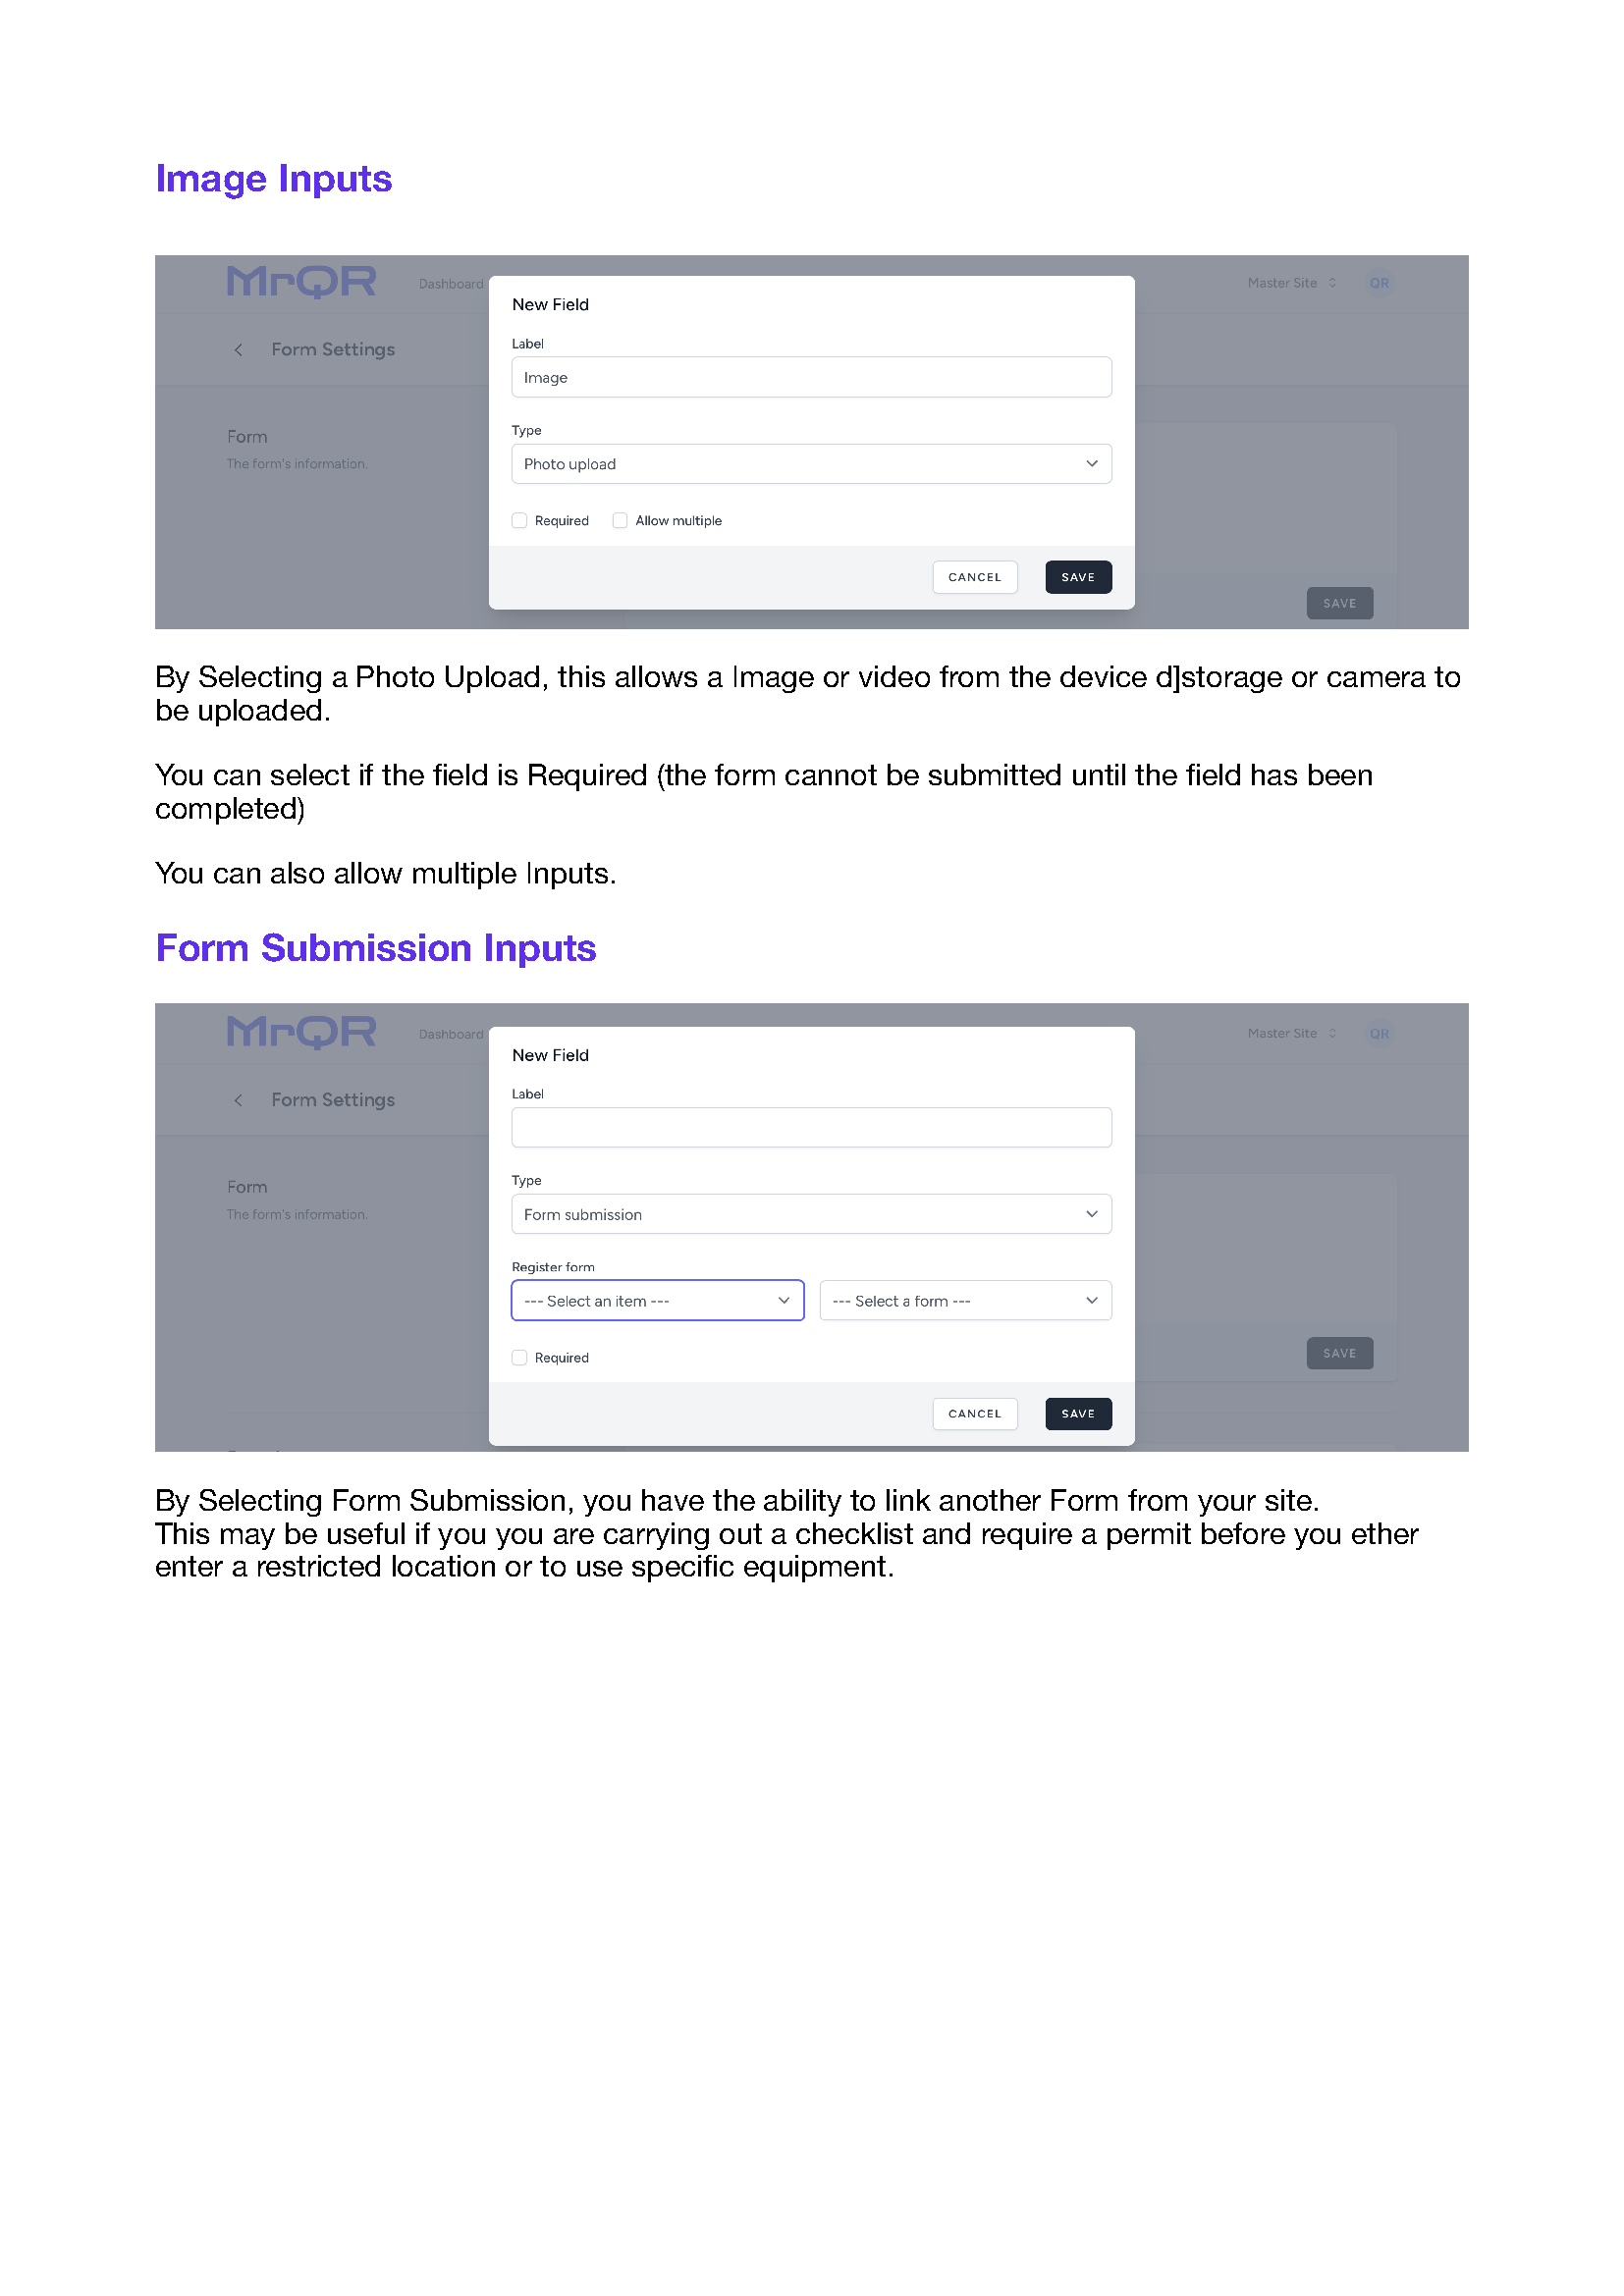 Image Inputs
MrQR Dashboard Master Site QR
New Field
Form Settings
Label
Image
Form
The form's information.
Type
Photo upload
Required Allow multiple
CANCEL SAVE
SAVE
By Selecting a Photo Upload, this allows a Image or video from the device d]storage or camera to
be uploaded.
You can select if the field is Required (the form cannot be submitted until the field has been
completed)
You can also allow multiple Inputs.
Form Submission Inputs
MrQR Dashboard Master Site QR
New Field
Form Settings
Label
Form
The form's information.
Type
Form submission
Register form
--- Select an item --- --- Select a form ---
Required
SAVE
CANCEL SAVE
By Selecting Form Submission, you have the ability to link another Form from your site.
This may be useful if you you are carrying out a checklist and require a permit before you ether
enter a restricted location or to use specific equipment.